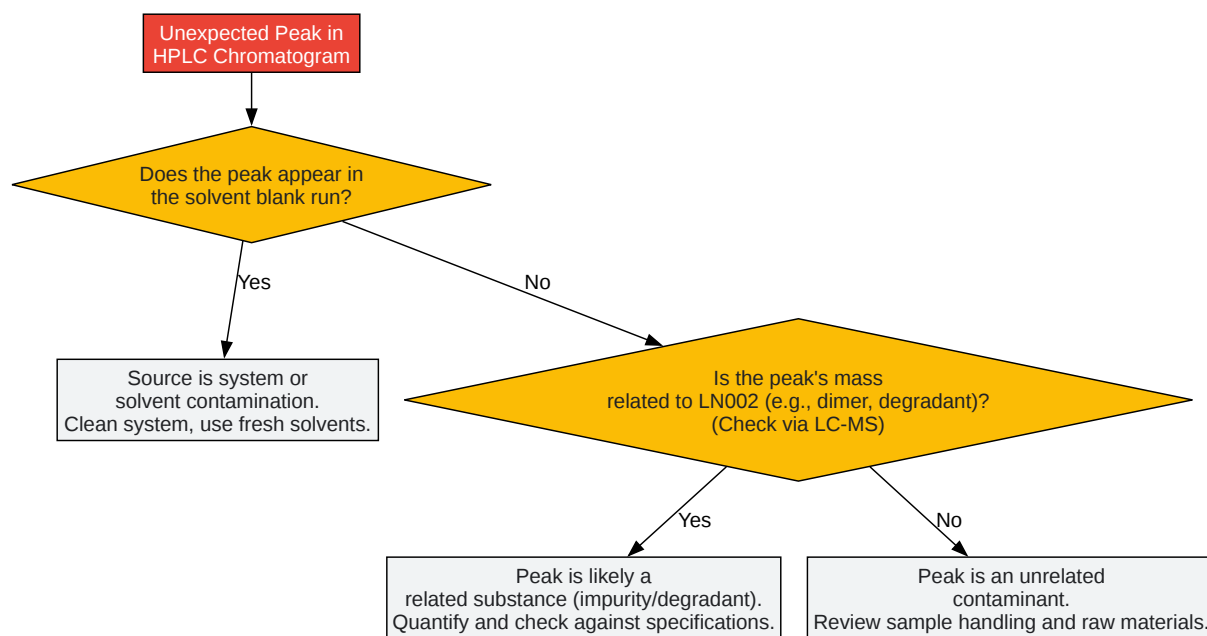 Unexpected Peak in
HPLC Chromatogram
Does the peak appear in
the solvent blank run?
Yes
No
Source is system or
solvent contamination.
Clean system, use fresh solvents.
Is the peak's mass
related to LN002 (e.g., dimer, degradant)?
(Check via LC-MS)
Yes
No
Peak is likely a
related substance (impurity/degradant).
Quantify and check against specifications.
Peak is an unrelated
contaminant.
Review sample handling and raw materials.